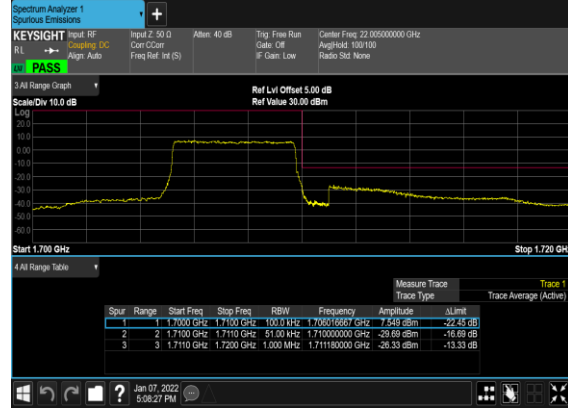 Spectrum Analyzer 1
Spurious Emissions
+
KEYSIGHT Input: RF Input Z: 50 Ω Atten: 40 dB Trig: Free Run Center Freq: 22.005000000 GHz
RL Coupling: DC Corr CCorr Gate: Off Avg|Hold: 100/100
Align: Auto Freq Ref: Int (S) IF Gain: Low Radio Std: None
PASS
3 All Range Graph
Ref Lvl Offset 5.00 dB
Scale/Div 10.0 dB Ref Value 30.00 dBm
Log
20.0
10.0
0.00
-10.0
-20.0
-30.0
-40.0
-50.0
-60.0
Start 1.700 GHz Stop 1.720 GH
4 All Range Table
Measure Trace Trace 1
Trace Type Trace Average (Active)
Spur Range Start Freq Stop Freq RBW Frequency Amplitude ΔLimit
1 1 1.7000 GHz 1.7100 GHz 100.0 kHz 1.706016667 GHz 7.549 dBm -22.45 dB
2 2 1.7100 GHz 1.7110 GHz 51.00 kHz 1.710000000 GHz -29.69 dBm -16.69 dB
3 3 1.7110 GHz 1.7200 GHz 1.000 MHz 1.711180000 GHz -26.33 dBm -13.33 dB
? Jan 07, 2022
5:08:27 PM